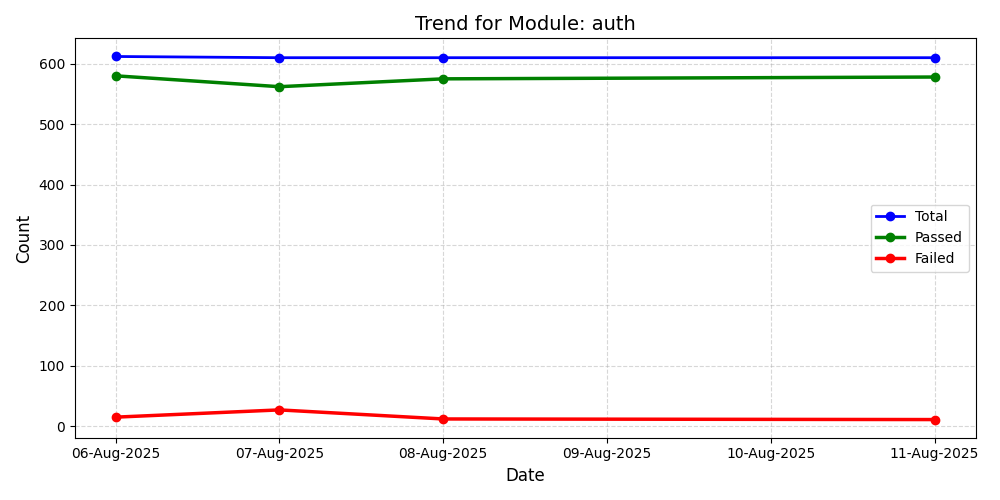 Trend for Module: auth
600
500
400
300
200
100
0
Count
Total
Passed
Failed
06-Aug-2025 07-Aug-2025 08-Aug-2025 09-Aug-2025 10-Aug-2025 11-Aug-2025
Date